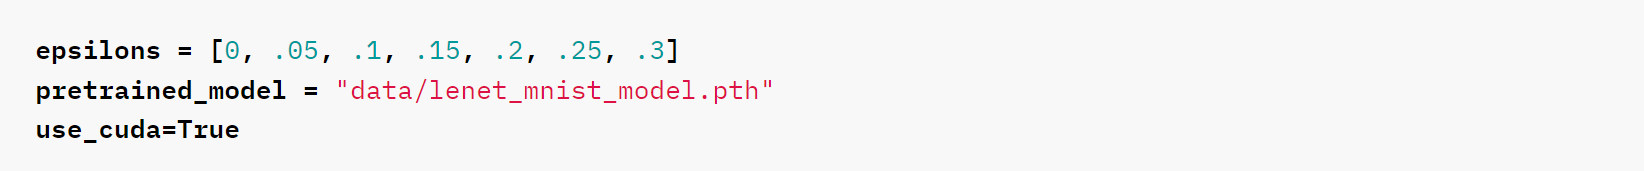 epsilons = [0, .05, .1, .15, .2, .25, .3]
pretrained_model = "data/lenet_mnist_model.pth"
use_cuda=True